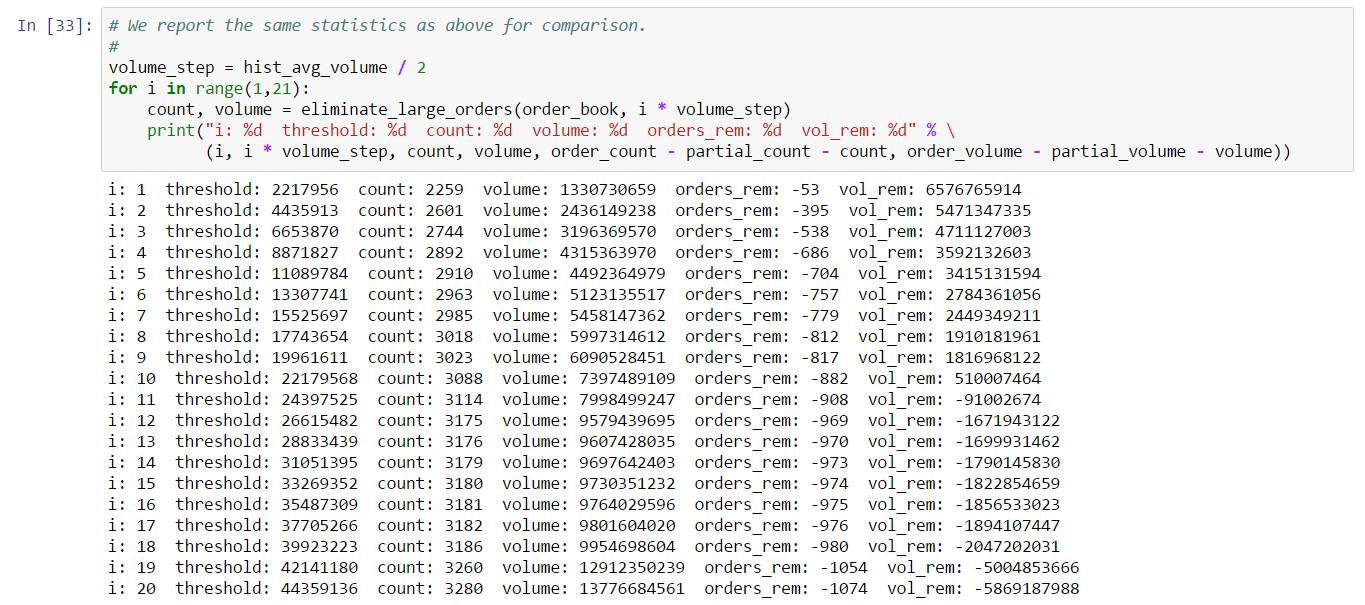 In [33]: # We report the same statistics as above for comparison.
#
volume_step = hist_avg_volume / 2
for i in range(1,21):
    count, volume = eliminate_large_orders(order_book, i * volume_step)
    print("i: %d  threshold: %d  count: %d  volume: %d  orders_rem: %d  vol_rem: %d" % \
          (i, i * volume_step, count, volume, order_count - partial_count - count, order_volume - partial_volume - volume))
i: 1  threshold: 2217956  count: 2259  volume: 1330730659  orders_rem: -53  vol_rem: 6576765914
i: 2  threshold: 4435913  count: 2601  volume: 2436149238  orders_rem: -395  vol_rem: 5471347335
i: 3  threshold: 6653870  count: 2744  volume: 3196369570  orders_rem: -538  vol_rem: 4711127003
i: 4  threshold: 8871827  count: 2892  volume: 4315363970  orders_rem: -686  vol_rem: 3592132603
i: 5  threshold: 11089784  count: 2910  volume: 4492364979  orders_rem: -704  vol_rem: 3415131594
i: 6  threshold: 13307741  count: 2963  volume: 5123135517  orders_rem: -757  vol_rem: 2784361056
i: 7  threshold: 15525697  count: 2985  volume: 5458147362  orders_rem: -779  vol_rem: 2449349211
i: 8  threshold: 17743654  count: 3018  volume: 5997314612  orders_rem: -812  vol_rem: 1910181961
i: 9  threshold: 19961611  count: 3023  volume: 6090528451  orders_rem: -817  vol_rem: 1816968122
i: 10  threshold: 22179568  count: 3088  volume: 7397489109  orders_rem: -882  vol_rem: 510007464
i: 11  threshold: 24397525  count: 3114  volume: 7998499247  orders_rem: -908  vol_rem: -91002674
i: 12  threshold: 26615482  count: 3175  volume: 9579439695  orders_rem: -969  vol_rem: -1671943122
i: 13  threshold: 28833439  count: 3176  volume: 9607428035  orders_rem: -970  vol_rem: -1699931462
i: 14  threshold: 31051395  count: 3179  volume: 9697642403  orders_rem: -973  vol_rem: -1790145830
i: 15  threshold: 33269352  count: 3180  volume: 9730351232  orders_rem: -974  vol_rem: -1822854659
i: 16  threshold: 35487309  count: 3181  volume: 9764029596  orders_rem: -975  vol_rem: -1856533023
i: 17  threshold: 37705266  count: 3182  volume: 9801604020  orders_rem: -976  vol_rem: -1894107447
i: 18  threshold: 39923223  count: 3186  volume: 9954698604  orders_rem: -980  vol_rem: -2047202031
i: 19  threshold: 42141180  count: 3260  volume: 12912350239  orders_rem: -1054  vol_rem: -5004853666
i: 20  threshold: 44359136  count: 3280  volume: 13776684561  orders_rem: -1074  vol_rem: -5869187988